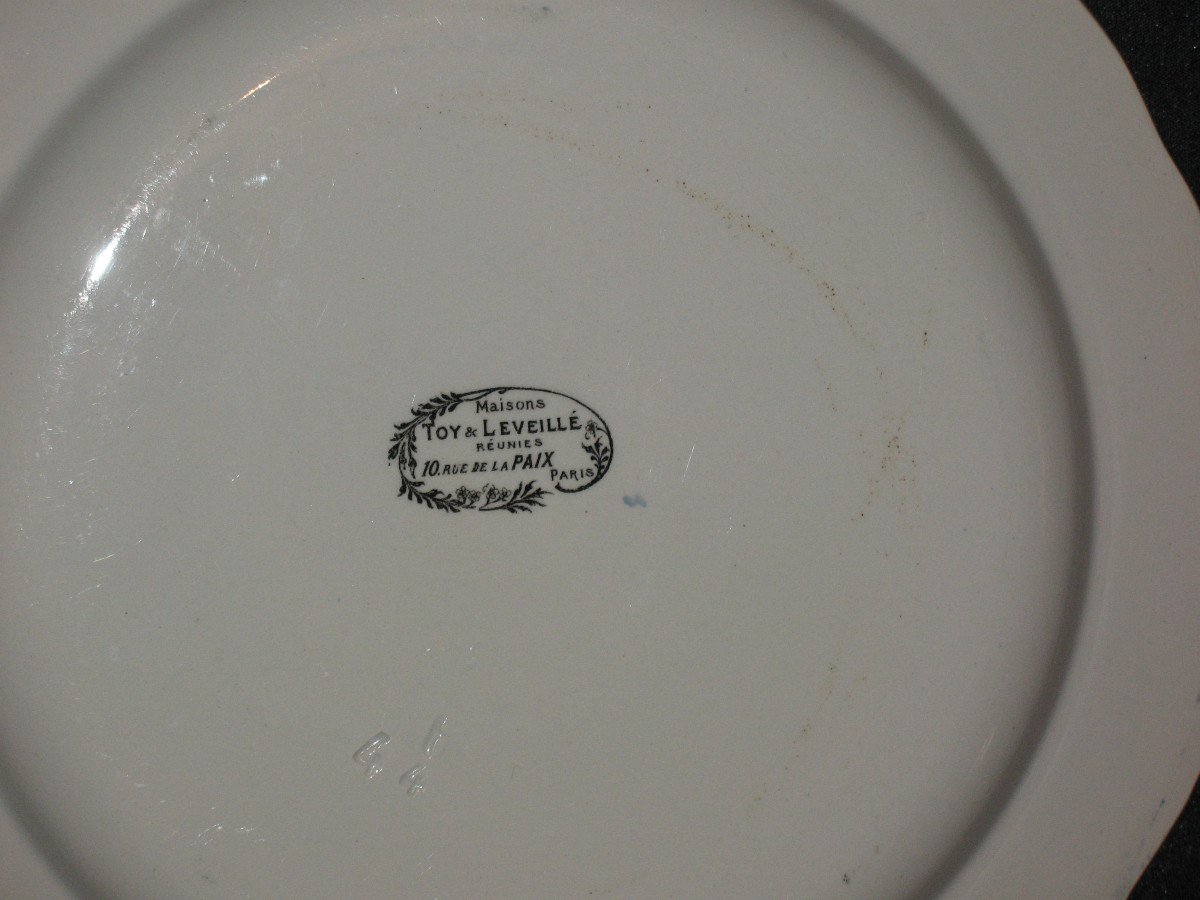 Maisons
TOY & LEVEILLÉ
RÉUNIES
10. RUE DE LA PAIX
PARIS